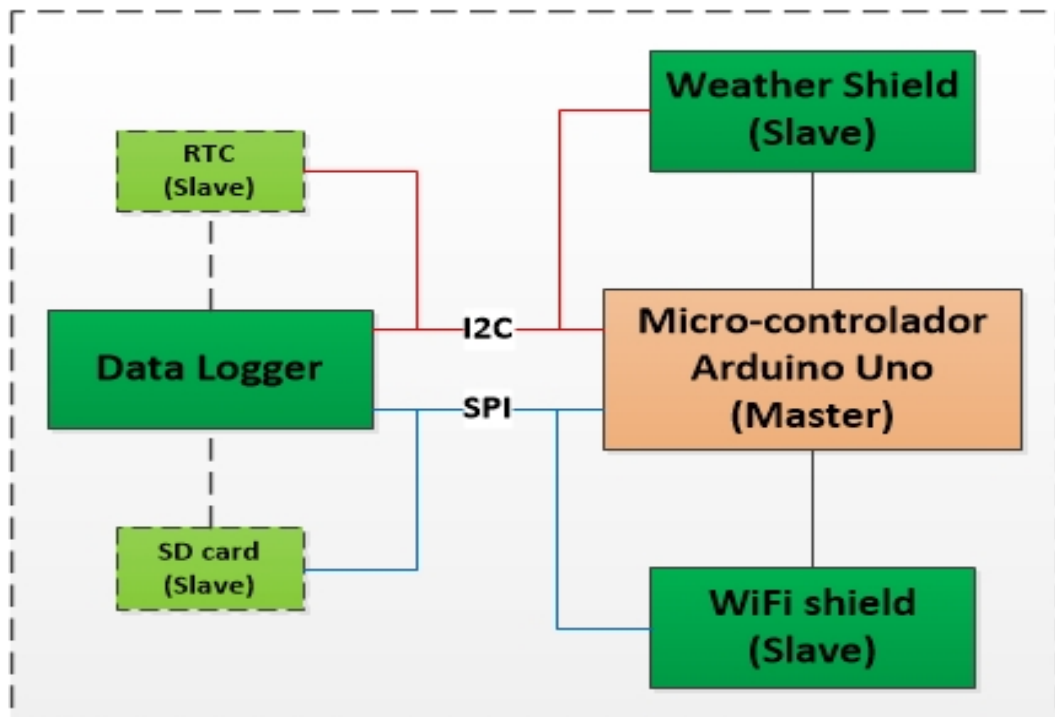 Weather Shield
(Slave)
RTC
(Slave)
I2C
Micro-controlador
Arduino Uno
(Master)
Data Logger
SPI
SD card
(Slave)
WiFi shield
(Slave)